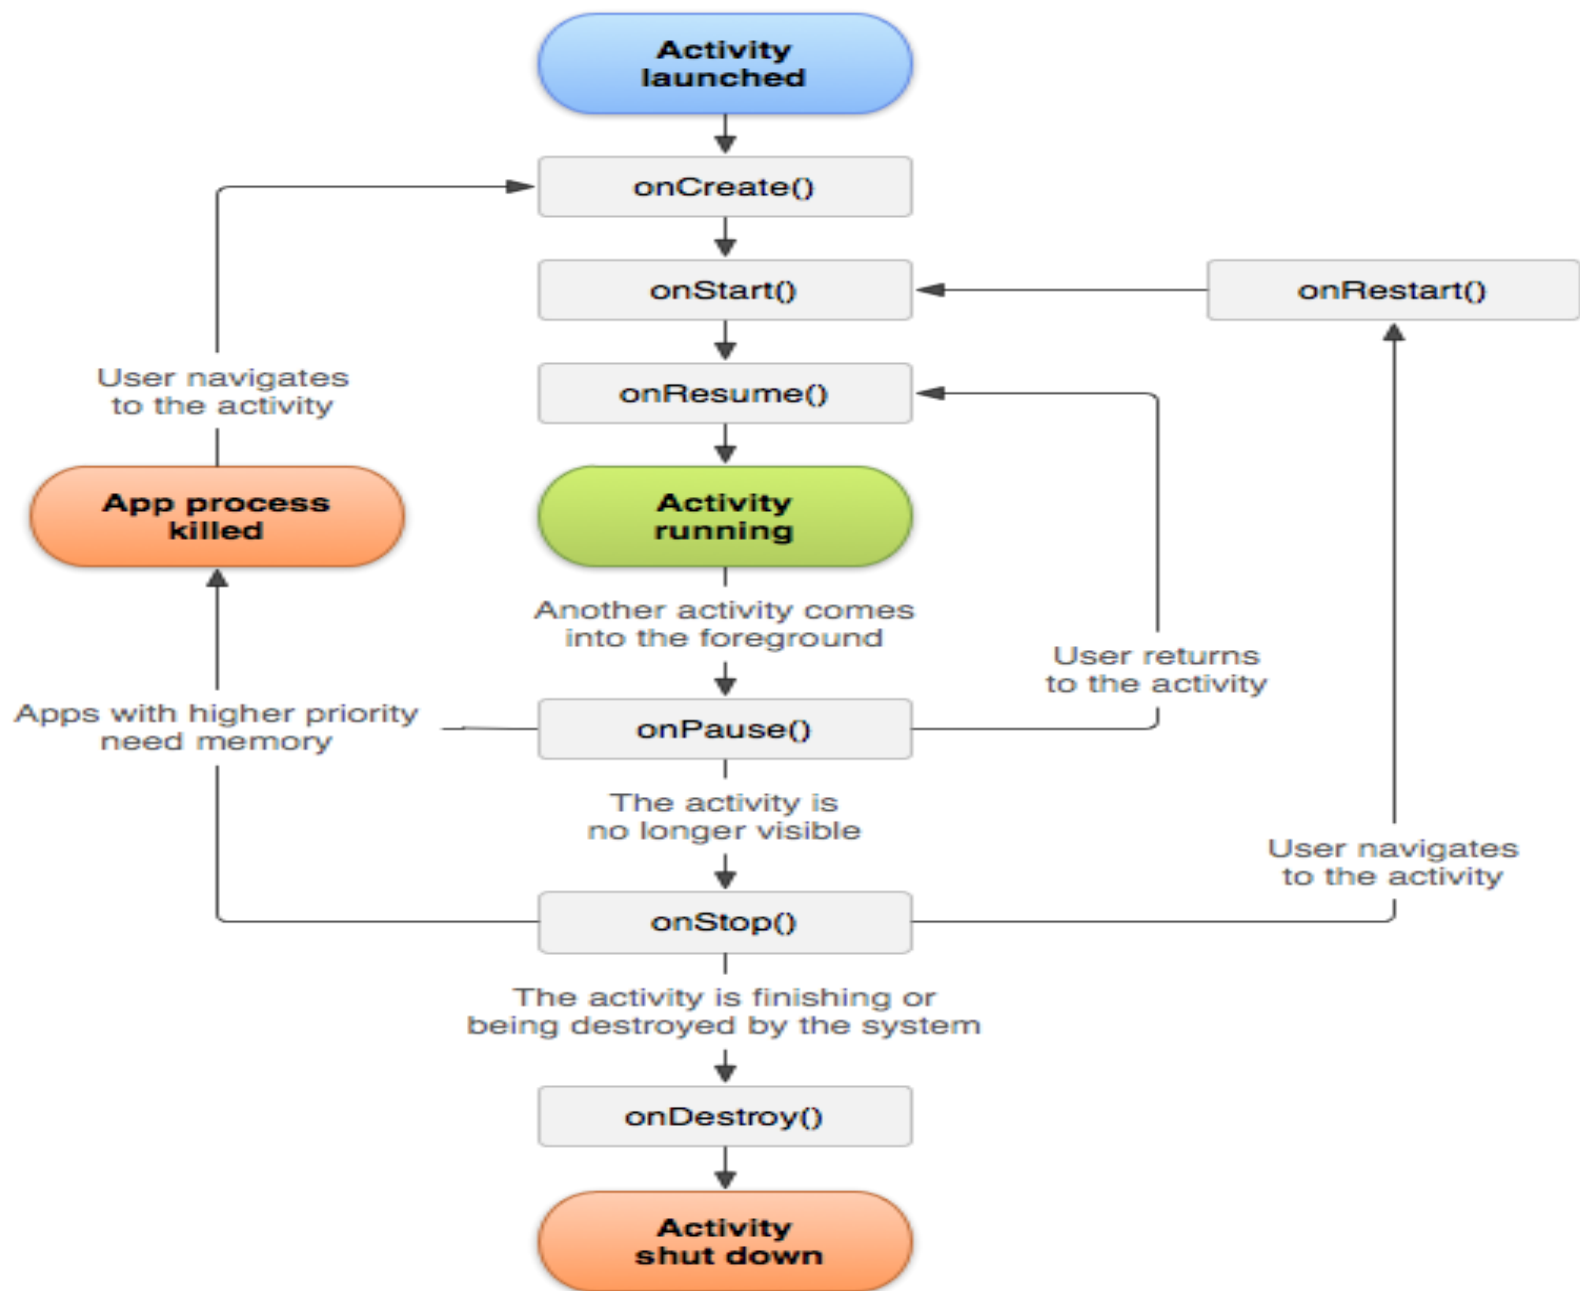 Activity
launched
onCreate()
onStart()
onRestart()
User navigates
to the activity
onResume()
App process
killed
Activity
running
Another activity comes
into the foreground
User returns
to the activity
Apps with higher priority
need memory
onPause()
The activity is
no longer visible
User navigates
to the activity
onStop()
The activity is finishing or
being destroyed by the system
onDestroy()
Activity
shut down